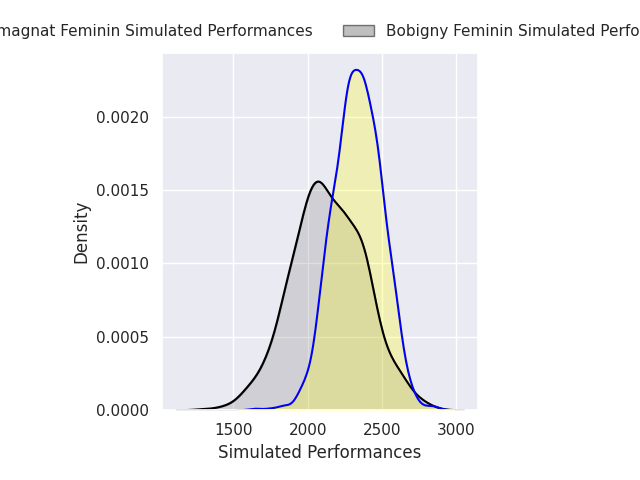 magnat Feminin Simulated Performances Bobigny Feminin Simulated Perfo
0.0020
0.0015
0.0010
0.0005
0.0000
Density
1500 2000 2500 3000
Simulated Performances